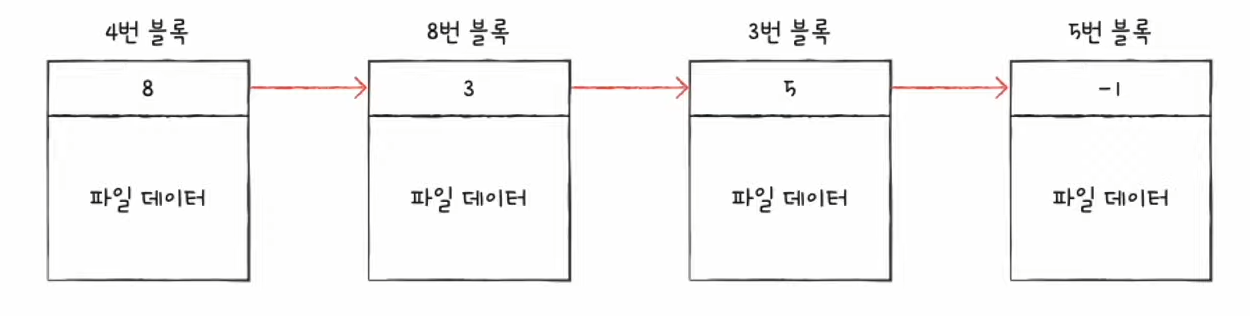 4번 블록 8번 블록 3번 블록 5번 블록
8 3 5 -1
파일 데이터 파일 데이터 파일 데이터 파일 데이터